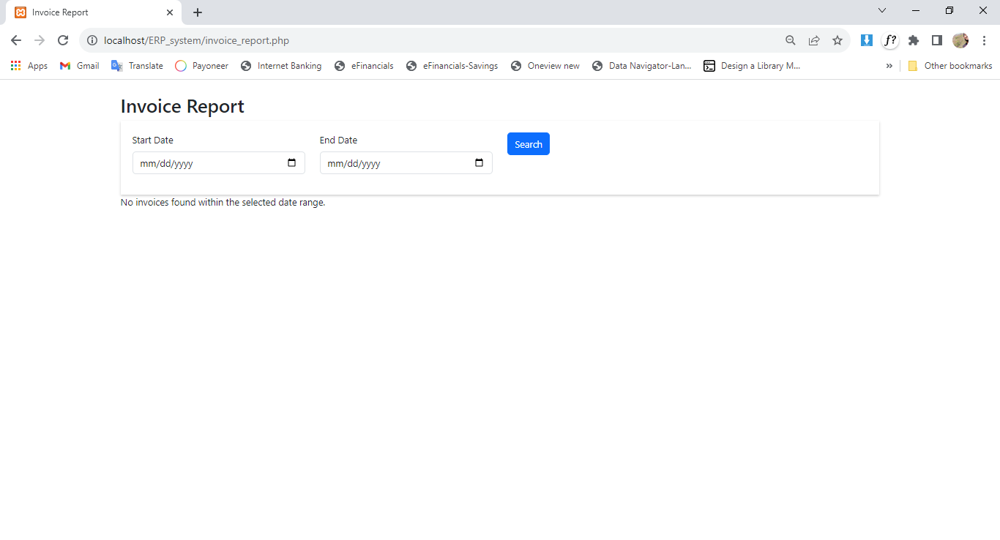 Invoice Report
localhost/ERP_system/invoice_report.php
f?
Apps Gmail Translate Payoneer Internet Banking eFinancials eFinancials-Savings Oneview new Data Navigator-Lan... Design a Library M... » Other bookmarks
Invoice Report
Start Date End Date Search
mm/dd/yyyy mm/dd/yyyy
No invoices found within the selected date range.